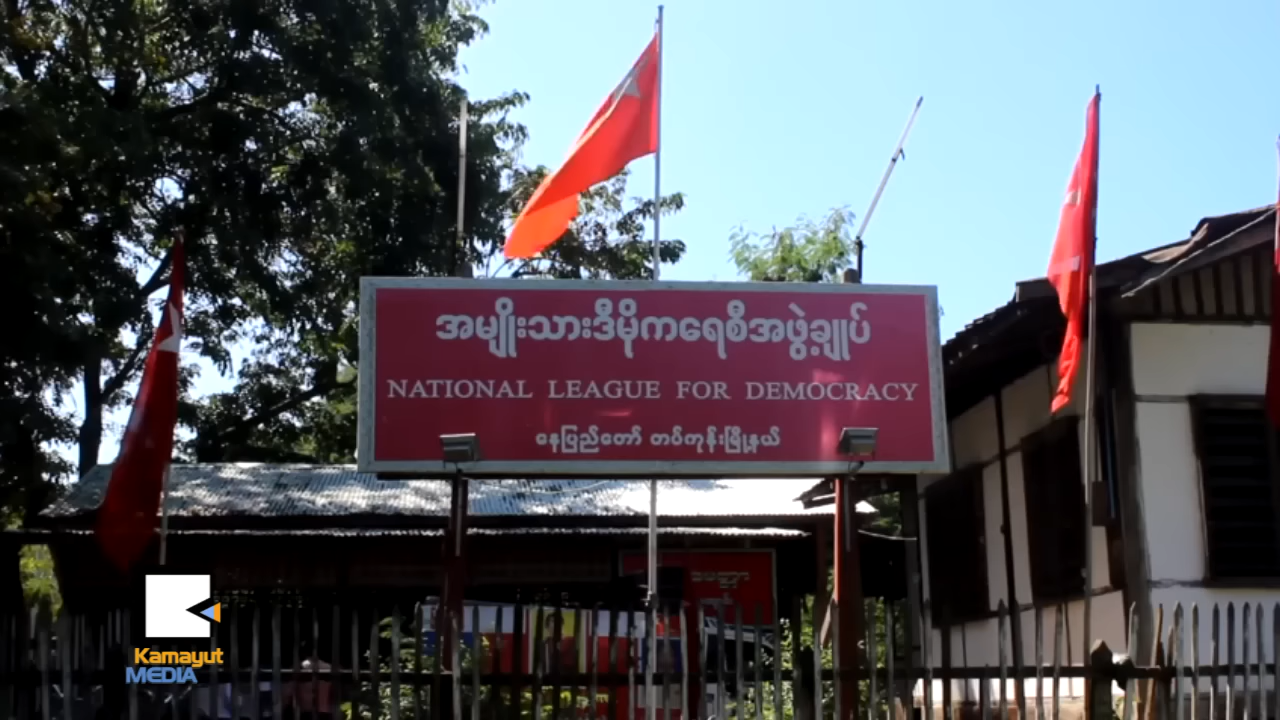 အမျိုးသားဒီမိုကရေစီအဖွဲ့ချုပ်
NATIONAL LEAGUE FOR DEMOCRACY
နေပြည်တော် တပ်ကုန်းမြို့နယ်
Kamayut
MEDIA